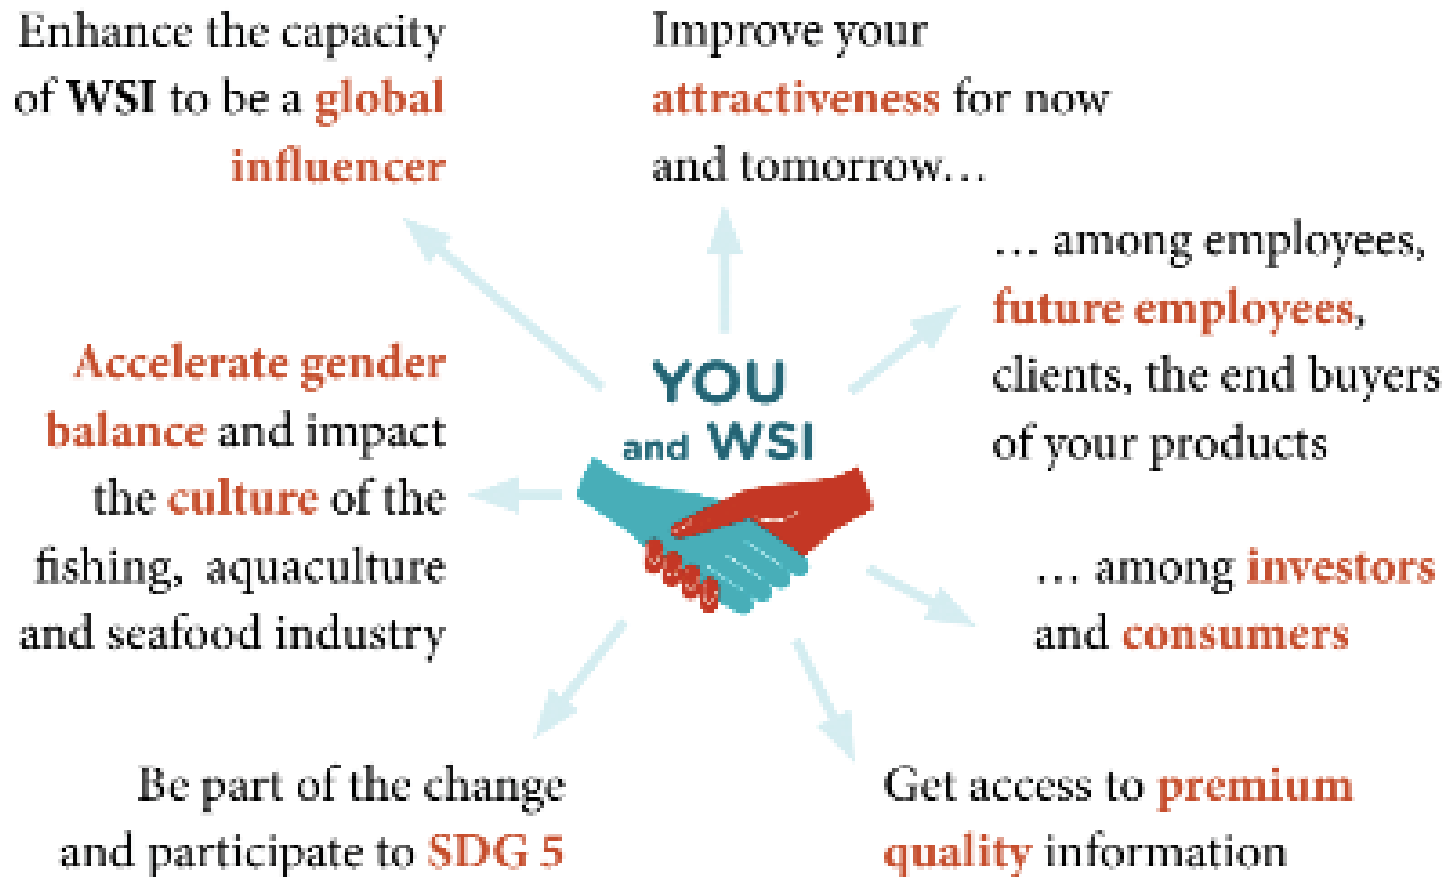 Enhance the capacity
of WSI to be a global
influencer
Improve your
attractiveness for now
and tomorrow...
... among employees,
future employees,
clients, the end buyers
of your products
Accelerate gender
balance and impact
the culture of the
fishing, aquaculture
and seafood industry
YOU
and WSI
... among investors
and consumers
Be part of the change
and participate to SDG 5
Get access to premium
quality information